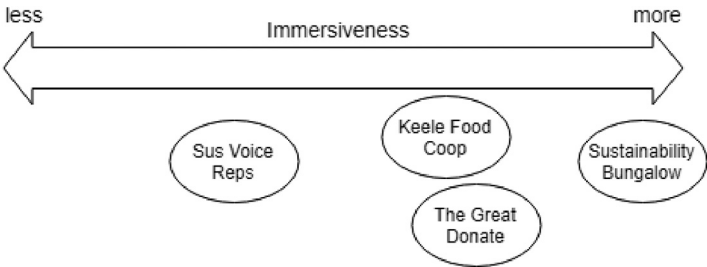 less
more
Immersiveness
Sus Voice
Reps
Keele Food
Coop
Sustainability
Bungalow
The Great
Donate